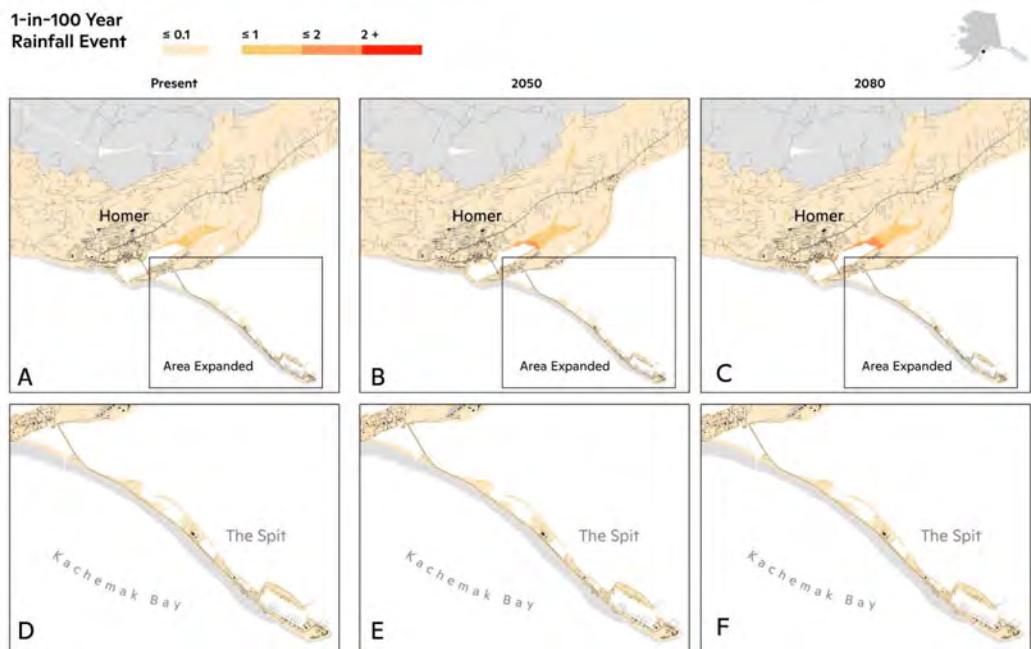 1-in-100 Year
Rainfall Event
≤ 0.1
≤ 1
≤ 2
2 +
Present
2050
2080
Homer
Area Expanded
A
Homer
Area Expanded
B
Homer
Area Expanded
C
The Spit
Kachemak Bay
D
The Spit
Kachemak Bay
E
The Spit
Kachemak Bay
F